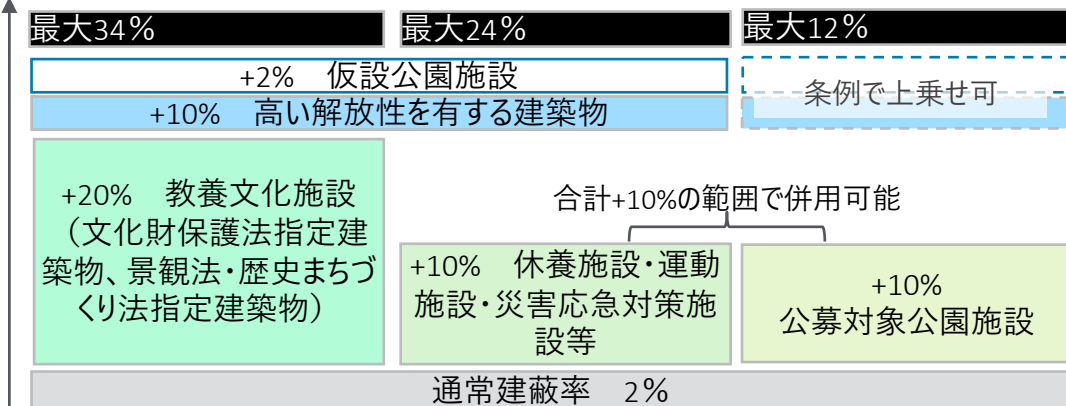 最大34%
最大24%
最大12%
+2%　仮設公園施設
+10%　高い解放性を有する建築物
条例で上乗せ可
+20%　教養文化施設
（文化財保護法指定建
築物、景観法・歴史まちづ
くり法指定建築物）
合計+10%の範囲で併用可能
+10%　休養施設・運動
施設・災害応急対策施
設等
+10%
公募対象公園施設
通常建蔽率　2%